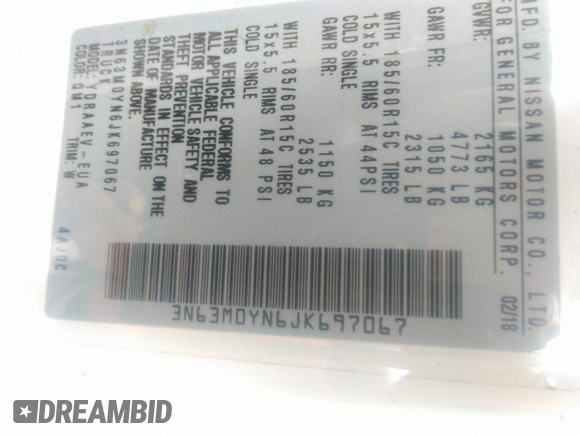 MFD. BY NISSAN MOTOR CO., LTD.
FOR GENERAL MOTORS CORP. 02/18
GVWR: 2165 KG
4773 LB
GAWR FR: 1050 KG
2315 LB
WITH 185/60R15C TIRES
15x5.5 RIMS AT 44PSI
COLD SINGLE
GAWR RR: 1150 KG
2535 LB
WITH 185/60R15C TIRES
15x5.5 RIMS AT 48 PSI
COLD SINGLE
THIS VEHICLE CONFORMS TO
ALL APPLICABLE FEDERAL
MOTOR VEHICLE SAFETY AND
THEFT PREVENTION
STANDARDS IN EFFECT ON THE
DATE OF MANUFACTURE
SHOWN ABOVE.
3N63M0YN6JK697067
TRUCK
MODEL: YDRAAEV-EUA
COLOR: QM1 TRIM: W
4AJ0C
3N63M0YN6JK697067
DREAMBID